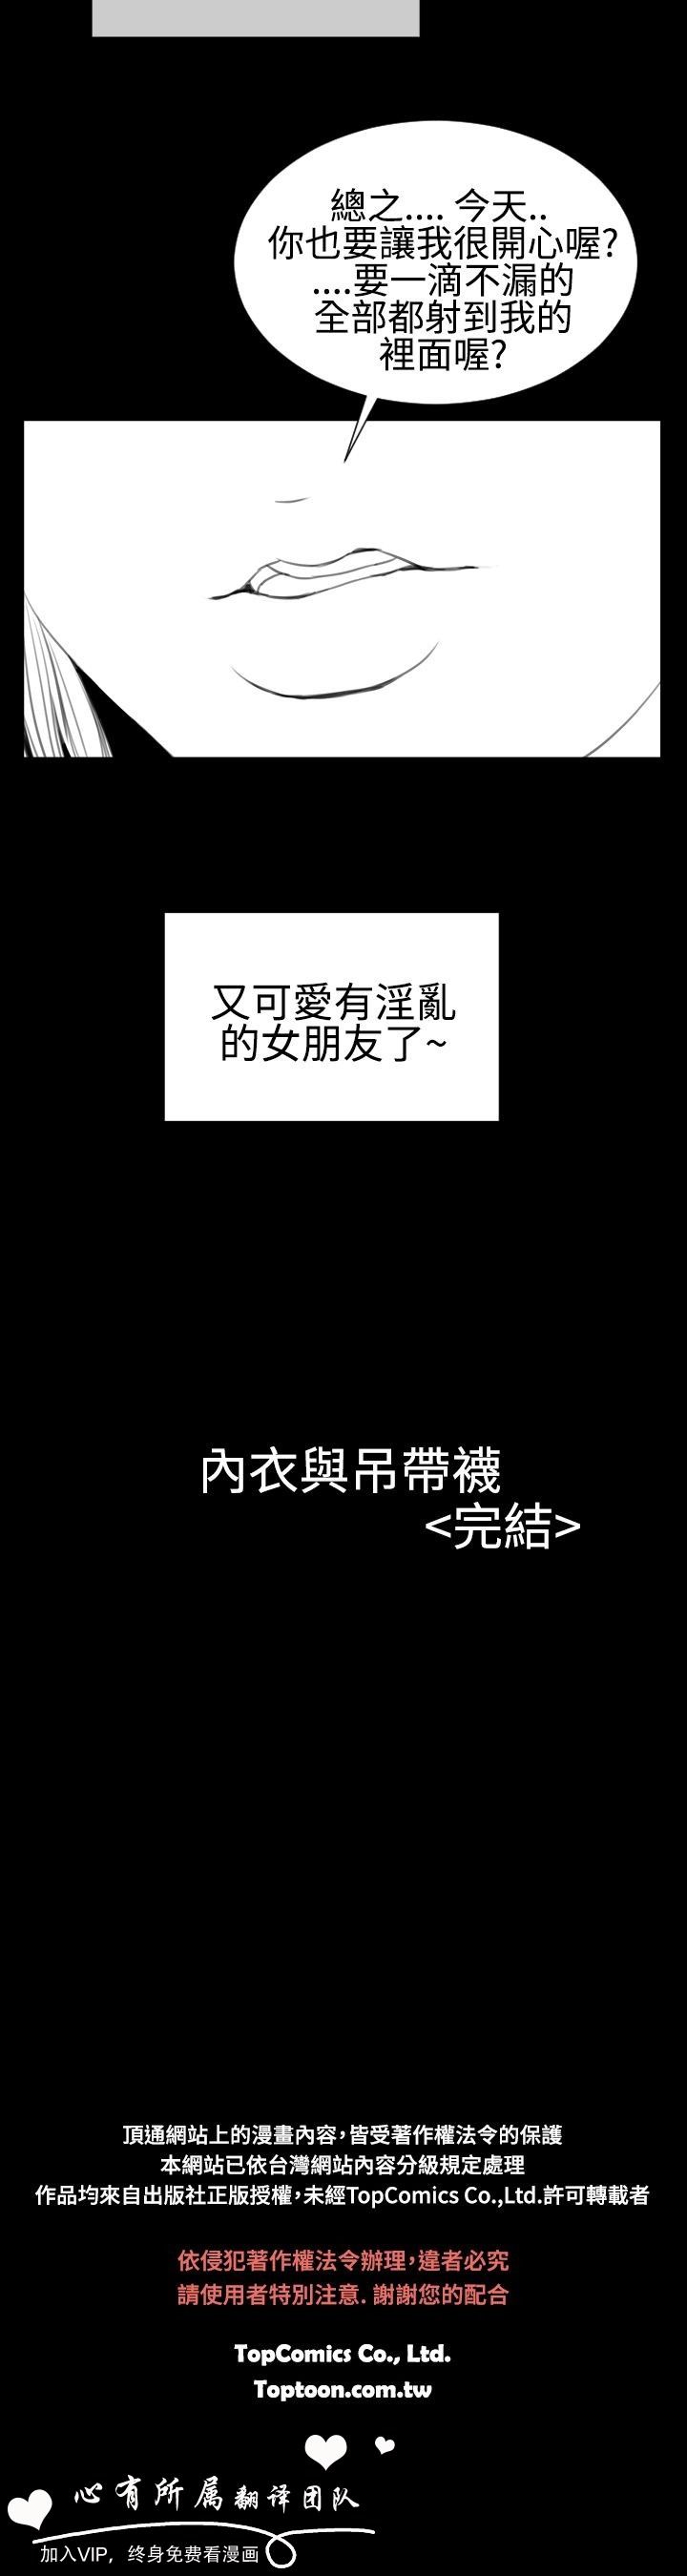 總之.... 今天..
你也要讓我很開心喔?
....要一滴不漏的
全部都射到我的
裡面喔?
又可愛有淫亂
的女朋友了~
內衣與吊帶襪
<完結>
頂通網站上的漫畫內容，皆受著作權法令的保護
本網站已依台灣網站內容分級規定處理
作品均來自出版社正版授權，未經TopComics Co.,Ltd.許可轉載者
依侵犯著作權法令辦理，違者必究
請使用者特別注意. 謝謝您的配合
TopComics Co., Ltd.
Toptoon.com.tw
心有所属翻译团队
加入VIP，终身免费看漫画